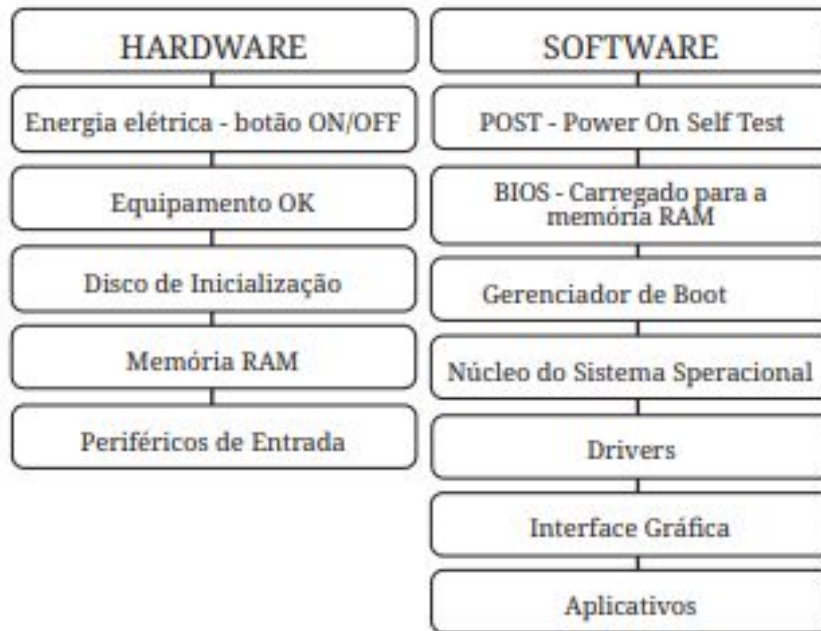 HARDWARE
Energia elétrica - botão ON/OFF
Equipamento OK
Disco de Inicialização
Memória RAM
Periféricos de Entrada
SOFTWARE
POST - Power On Self Test
BIOS - Carregado para a
memória RAM
Gerenciador de Boot
Núcleo do Sistema Speracional
Drivers
Interface Gráfica
Aplicativos